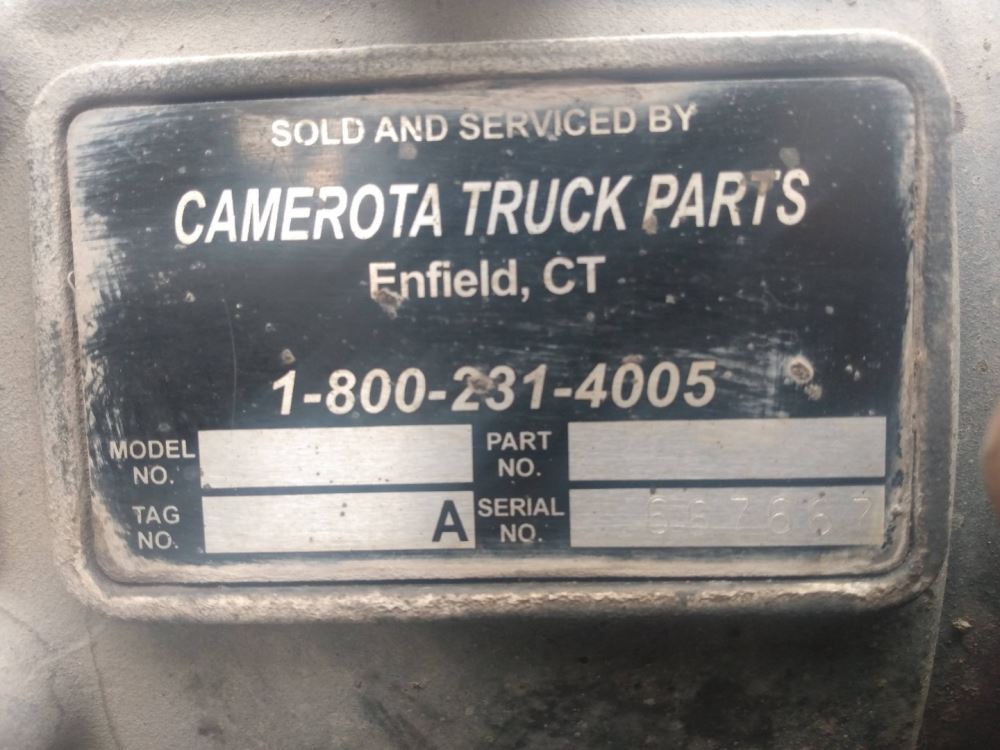 SOLD AND SERVICED BY
CAMEROTA TRUCK PARTS
Enfield, CT
1-800-231-4005
MODEL NO.
PART NO.
TAG NO. A
SERIAL NO.